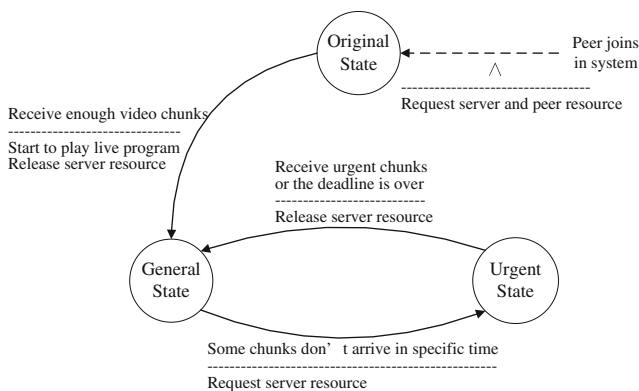 Original
State
Peer joins
in system
Λ
Request server and peer resource
Receive enough video chunks
Start to play live program
Release server resource
Receive urgent chunks
or the deadline is over
Release server resource
General
State
Urgent
State
Some chunks don’ t arrive in specific time
Request server resource